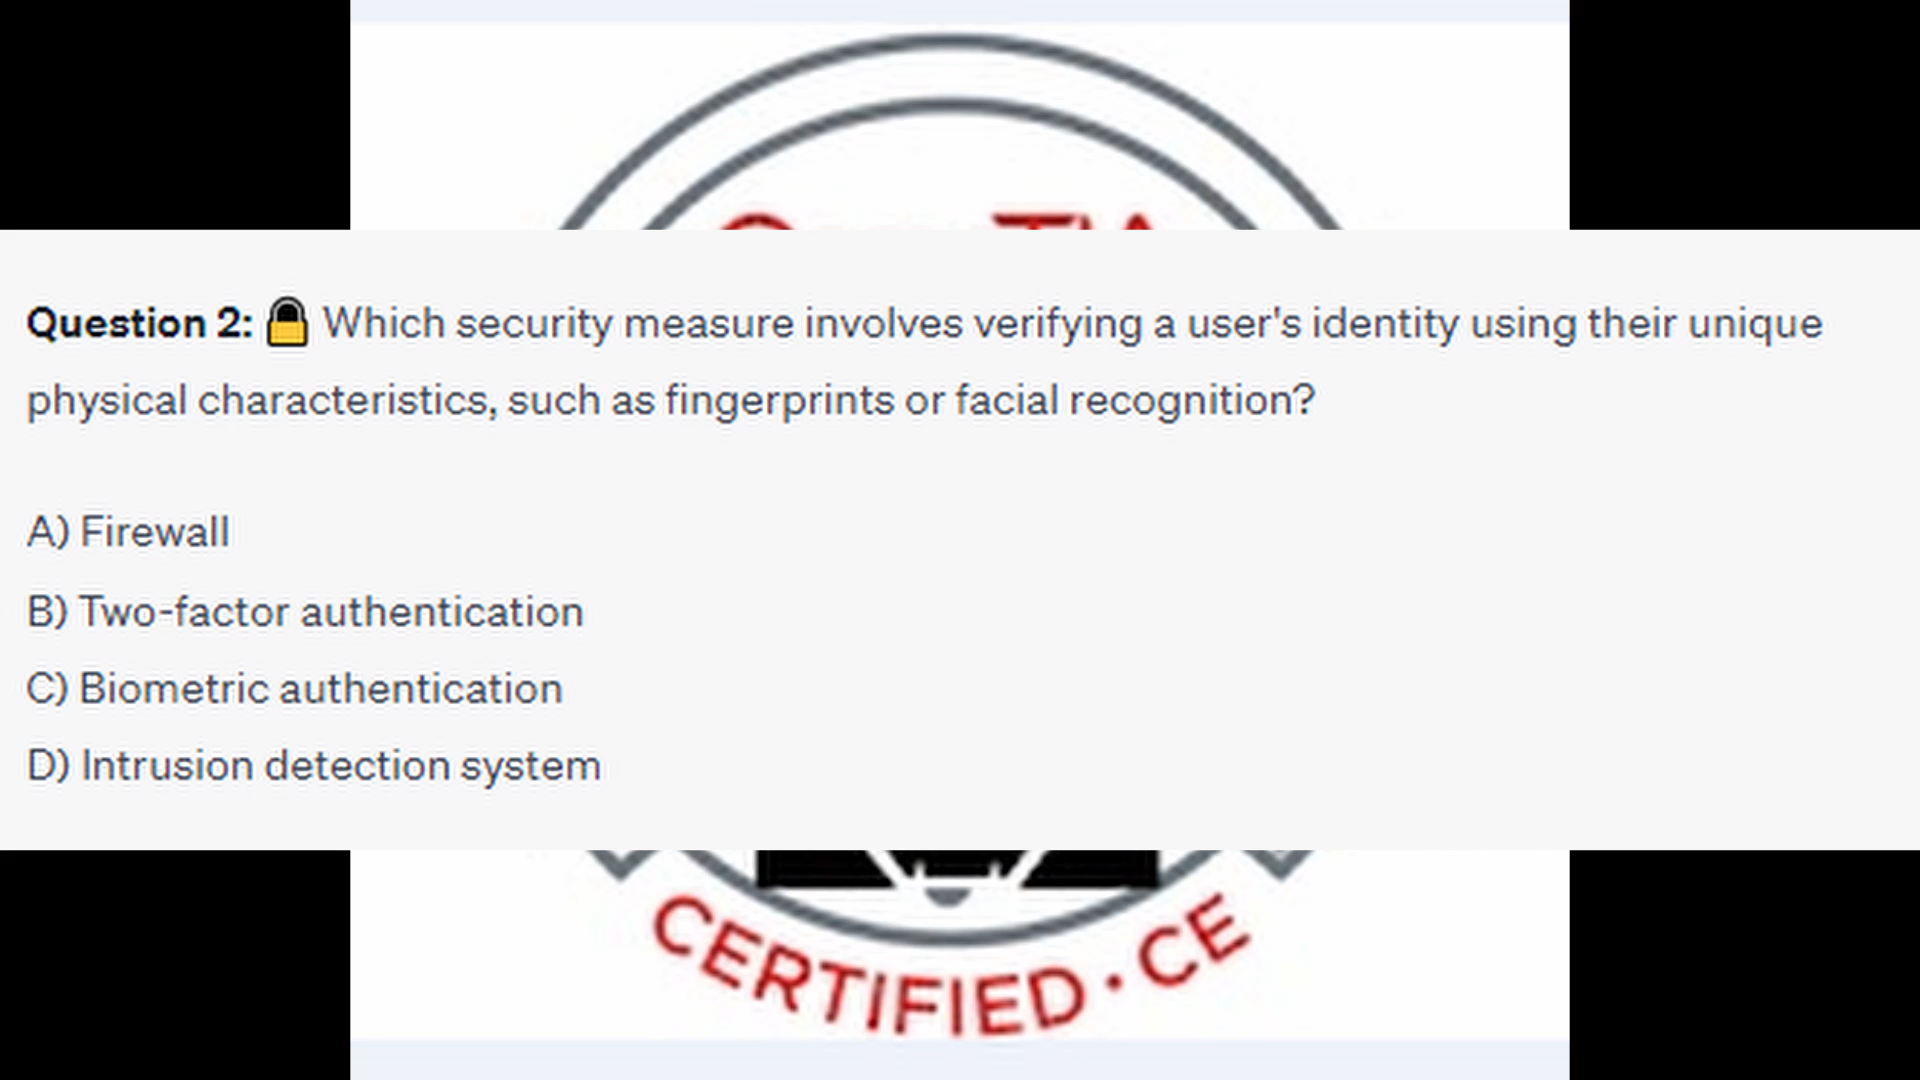 Question 2: 🔒 Which security measure involves verifying a user's identity using their unique
physical characteristics, such as fingerprints or facial recognition?
A) Firewall
B) Two-factor authentication
C) Biometric authentication
D) Intrusion detection system
CERTIFIED · CE